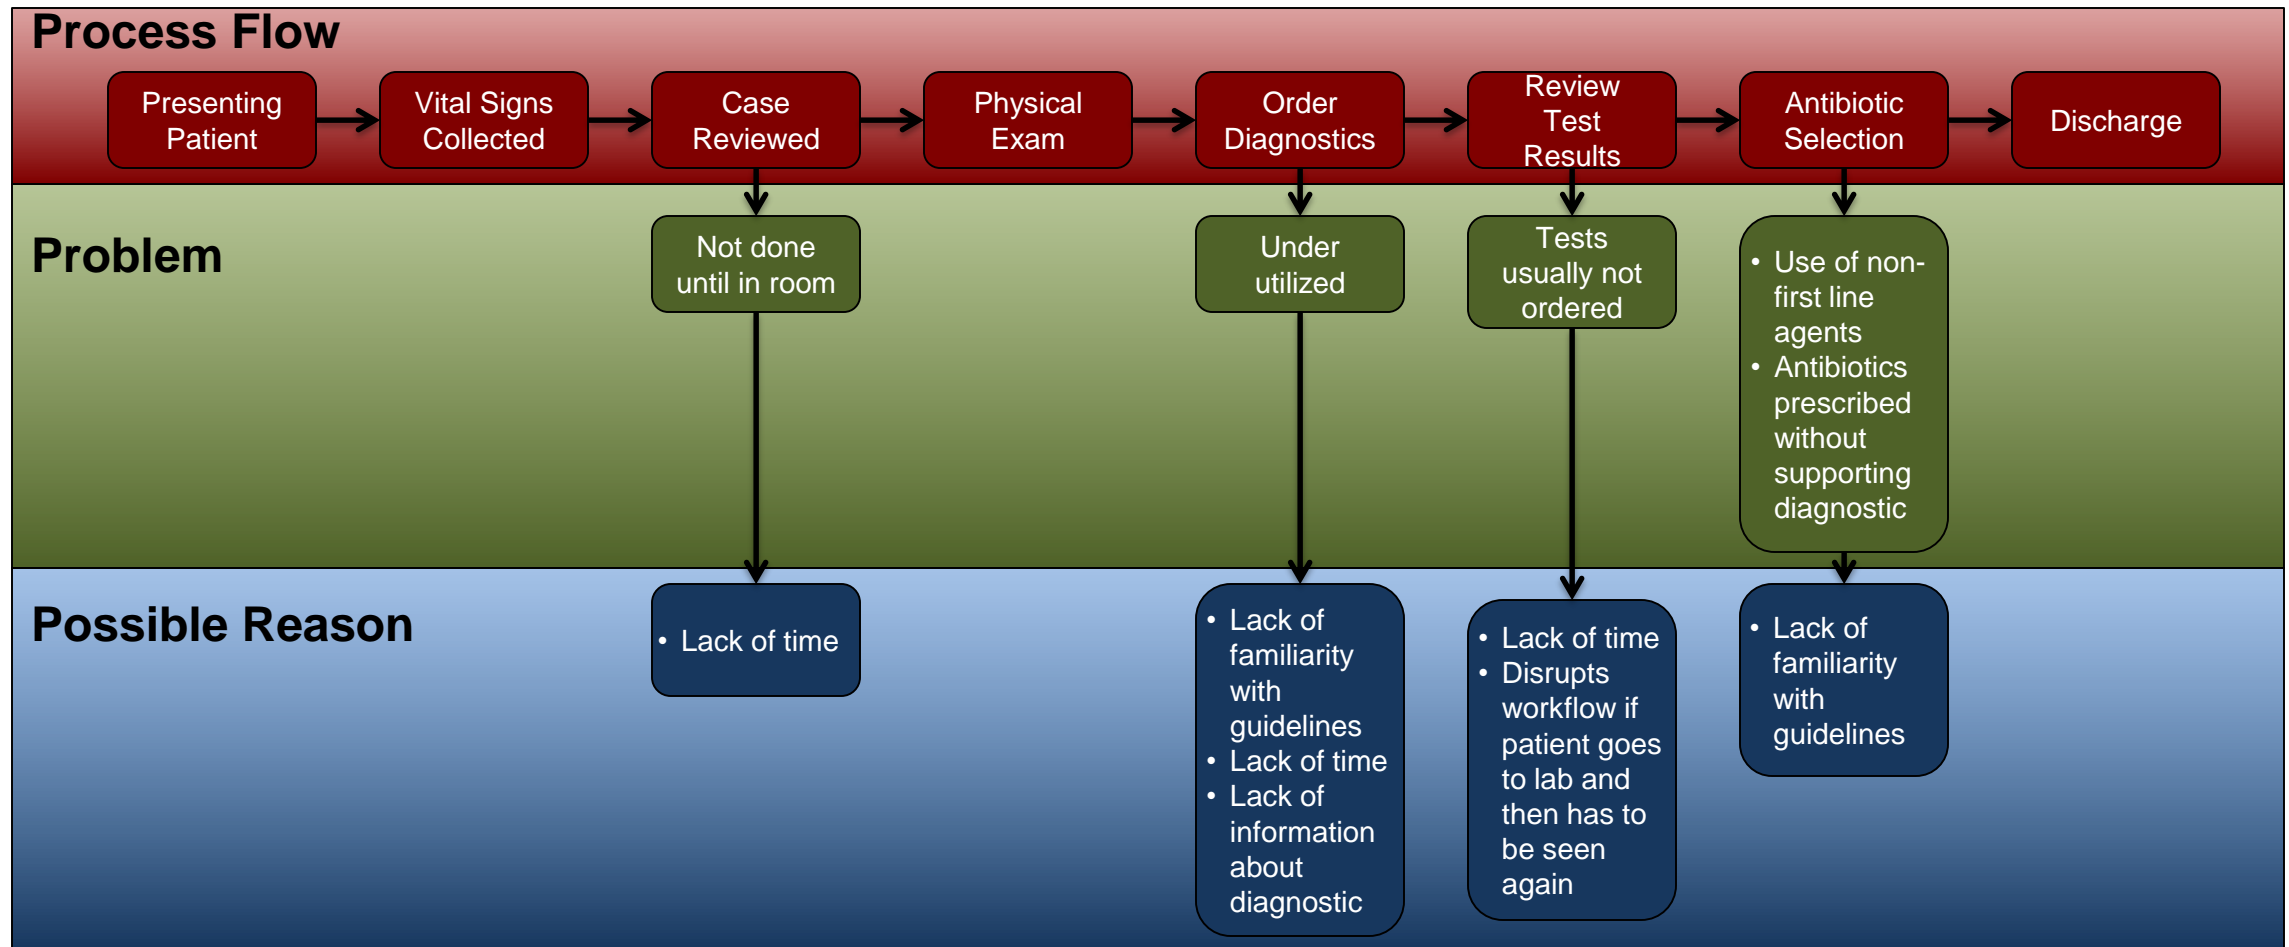 Process Flow
Presenting
Patient
Vital Signs
Collected
Case
Reviewed
Physical
Exam
Order
Diagnostics
Review
Test
Results
Antibiotic
Selection
Discharge
Problem
Not done
until in room
Under
utilized
Tests
usually not
ordered
• Use of non-
first line
agents
• Antibiotics
prescribed
without
supporting
diagnostic
Possible Reason
• Lack of time
• Lack of
familiarity
with
guidelines
• Lack of time
• Lack of
information
about
diagnostic
• Lack of time
• Disrupts
workflow if
patient goes
to lab and
then has to
be seen
again
• Lack of
familiarity
with
guidelines